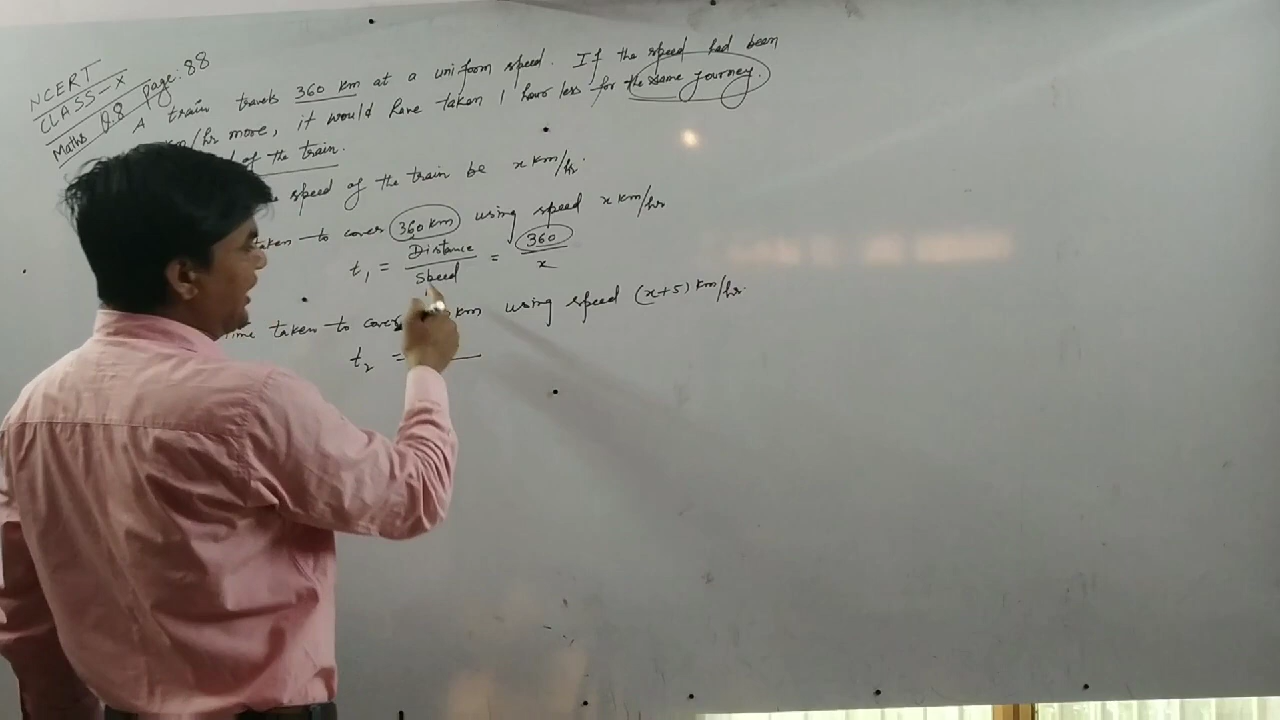 NCERT
CLASS-X
Maths Q.8 page: 88
A train travels 360 km at a uniform speed. If the speed had been
km/hr more, it would have taken 1 hour less for the same journey.
of the train.
speed of the train be x km/hr.
taken to cover 360 km using speed x km/hr
t₁ = Distance/Speed = 360/x
time taken to cover km using speed (x+5) km/hr.
t₂ =